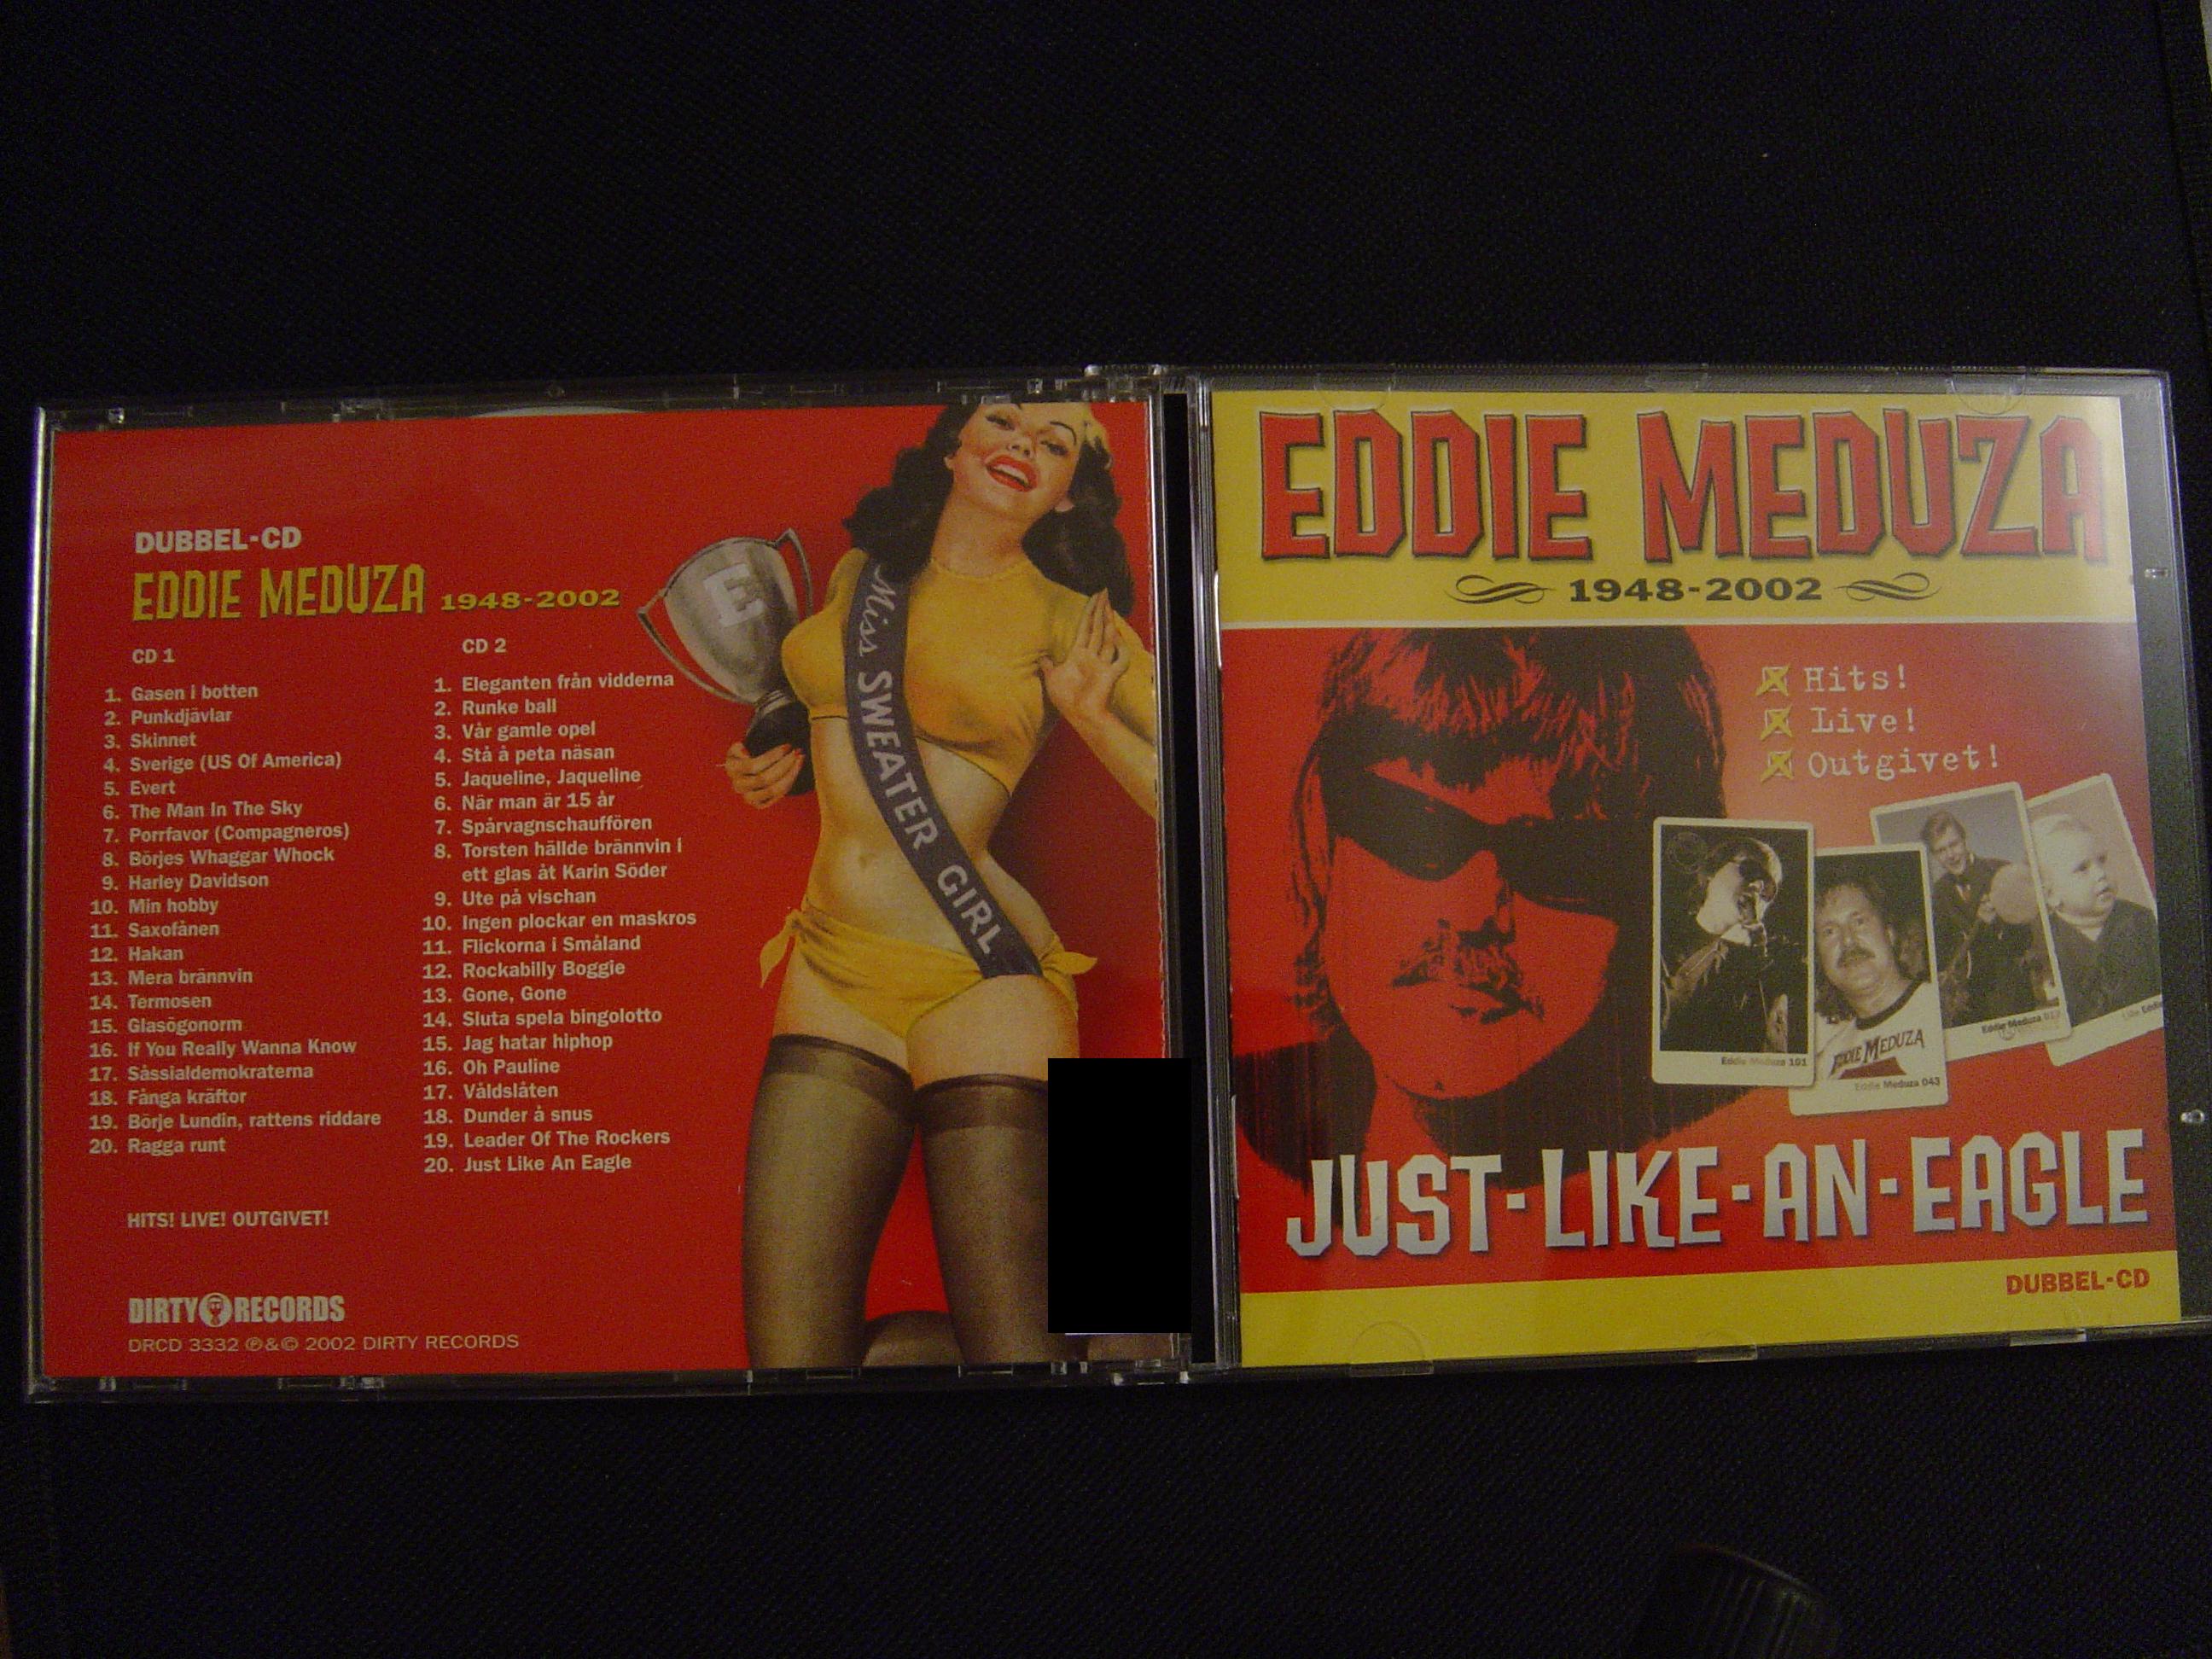 DUBBEL-CD
EDDIE MEDUZA 1948-2002
CD 1
1. Gasen i botten
2. Punkdjävlar
3. Skinnet
4. Sverige (US Of America)
5. Evert
6. The Man In The Sky
7. Porrfavor (Compagneros)
8. Börjes Whaggar Whock
9. Harley Davidson
10. Min hobby
11. Saxofånen
12. Hakan
13. Mera brännvin
14. Termosen
15. Glasögonorm
16. If You Really Wanna Know
17. Såssialdemokraterna
18. Fånga kräftor
19. Börje Lundin, rattens riddare
20. Ragga runt
CD 2
1. Eleganten från vidderna
2. Runke ball
3. Vår gamle opel
4. Stå å peta näsan
5. Jaqueline, Jaqueline
6. När man är 15 år
7. Spårvagnschauffören
8. Torsten hällde brännvin i
ett glas åt Karin Söder
9. Ute på vischan
10. Ingen plockar en maskros
11. Flickorna i Småland
12. Rockabilly Boggie
13. Gone, Gone
14. Sluta spela bingolotto
15. Jag hatar hiphop
16. Oh Pauline
17. Våldslåten
18. Dunder å snus
19. Leader Of The Rockers
20. Just Like An Eagle
HITS! LIVE! OUTGIVET!
DIRTY RECORDS
DRCD 3332 ℗&© 2002 DIRTY RECORDS
E
Miss SWEATER GIRL
EDDIE MEDUZA
1948-2002
Hits!
Live!
Outgivet!
Eddie Meduza 101
EDDIE MEDUZA
Eddie Meduza 043
Eddie Meduza
JUST-LIKE-AN-EAGLE
DUBBEL-CD